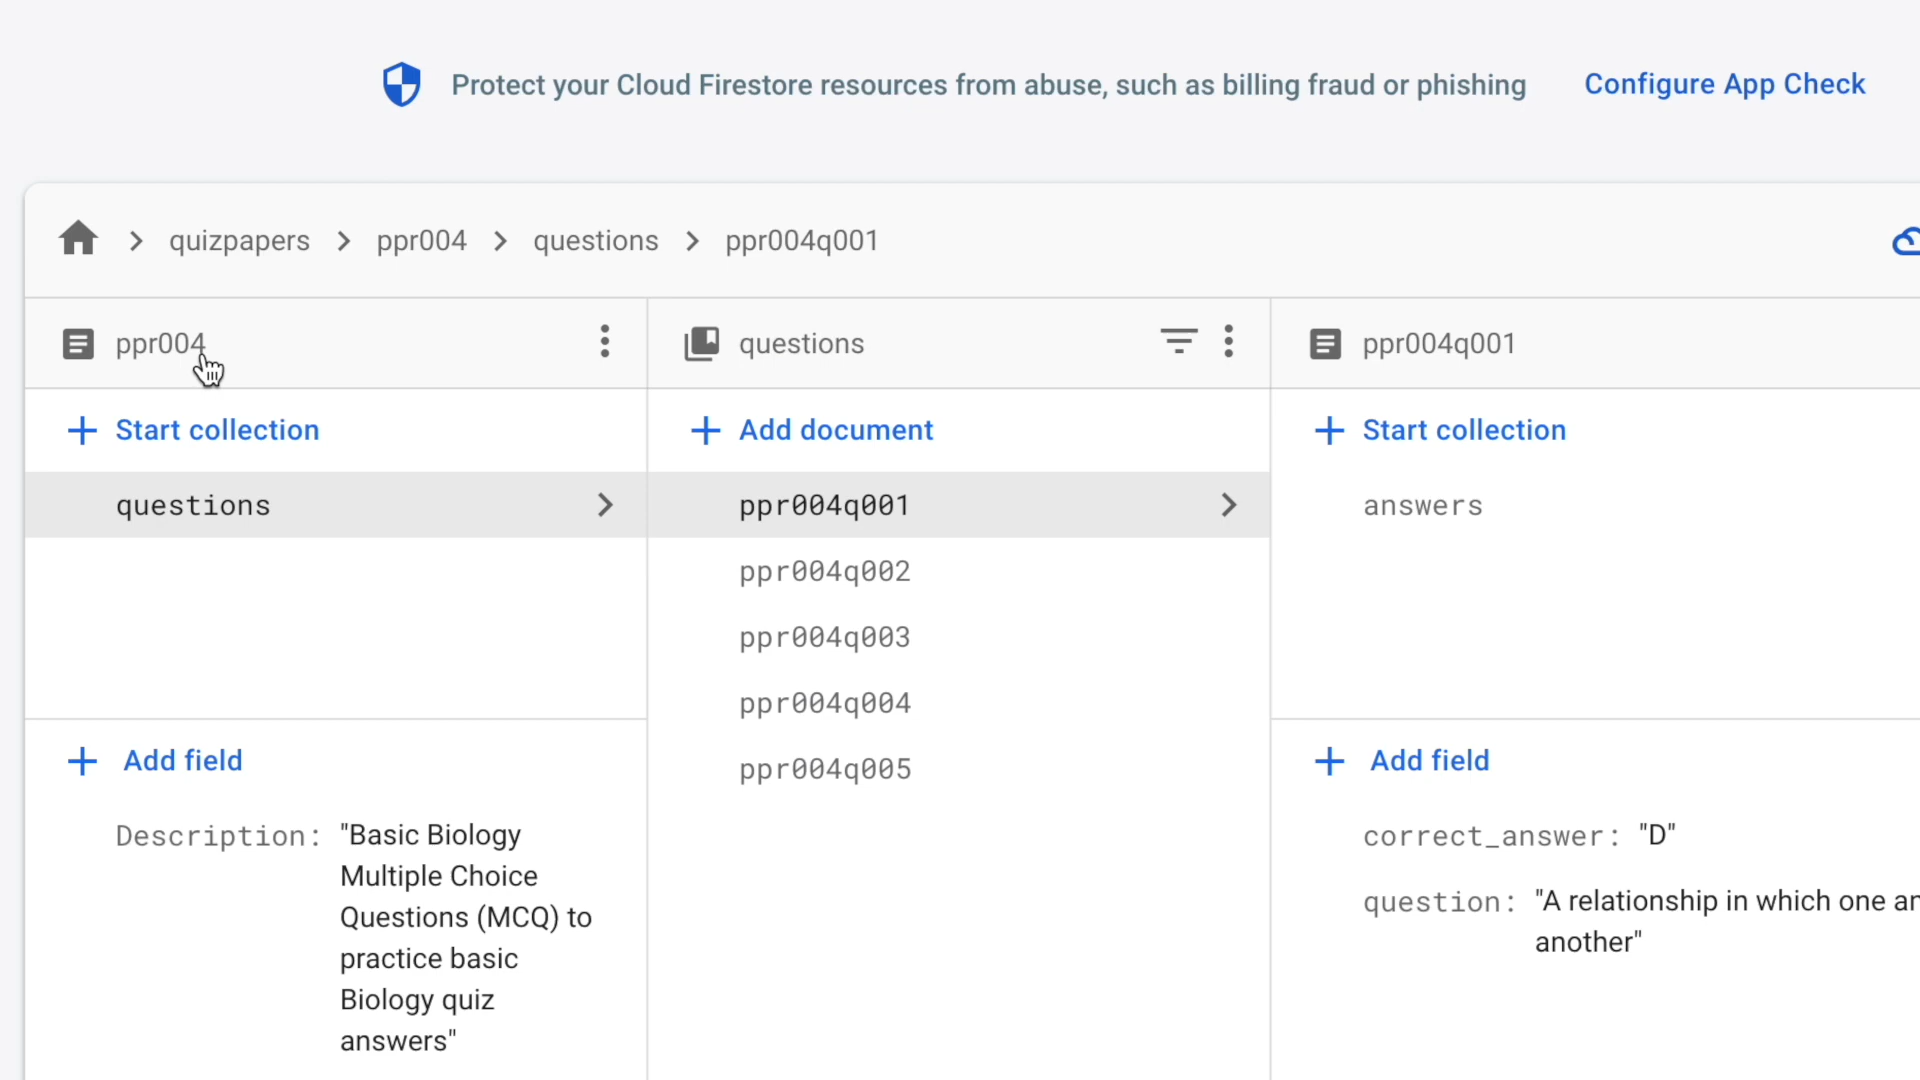 Protect your Cloud Firestore resources from abuse, such as billing fraud or phishing
Configure App Check
quizpapers
ppr004
questions
ppr004q001
ppr004
questions
ppr004q001
Start collection
Add document
Start collection
questions
ppr004q001
answers
ppr004q002
ppr004q003
ppr004q004
ppr004q005
Add field
Add field
Description: "Basic Biology
Multiple Choice
Questions (MCQ) to
practice basic
Biology quiz
answers"
correct_answer: "D"
question: "A relationship in which one
another"